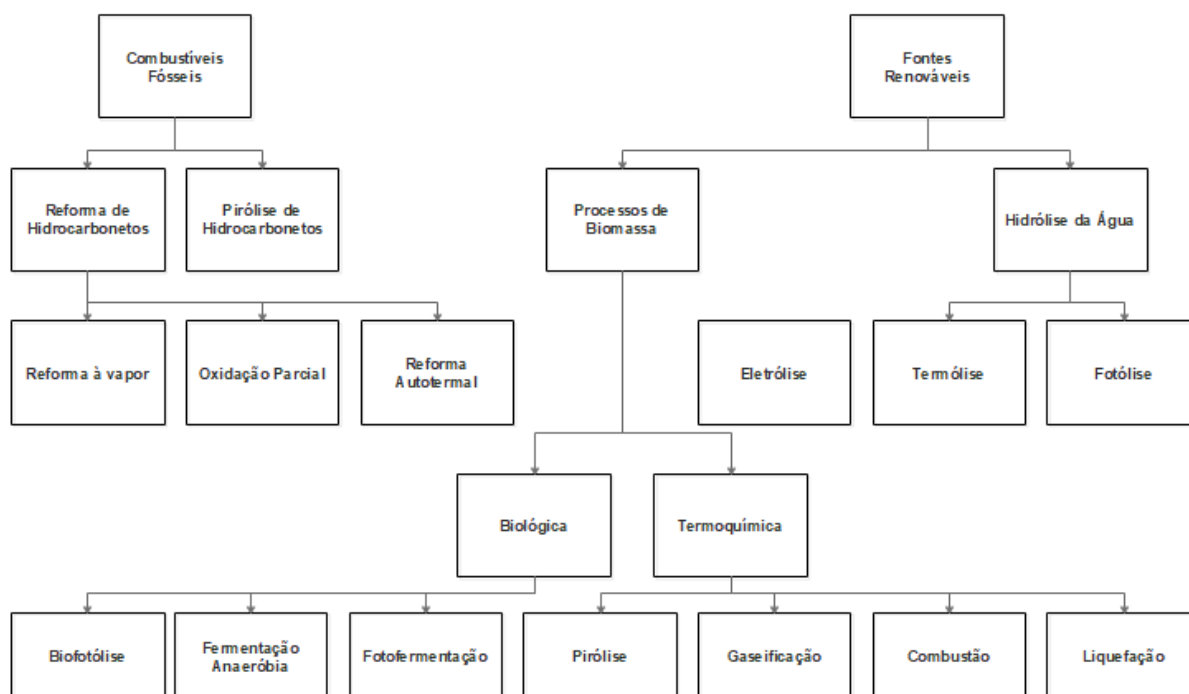 Combustíveis
Fósseis
Fontes
Renováveis
Reforma de
Hidrocarbonetos
Pirólise de
Hidrocarbonetos
Processos de
Biomassa
Hidrólise da Água
Reforma à vapor
Oxidação Parcial
Reforma
Autotermal
Eletrólise
Termólise
Fotólise
Biológica
Termoquímica
Biofotólise
Fermentação
Anaeróbia
Fotofermentação
Pirólise
Gaseificação
Combustão
Liquefação